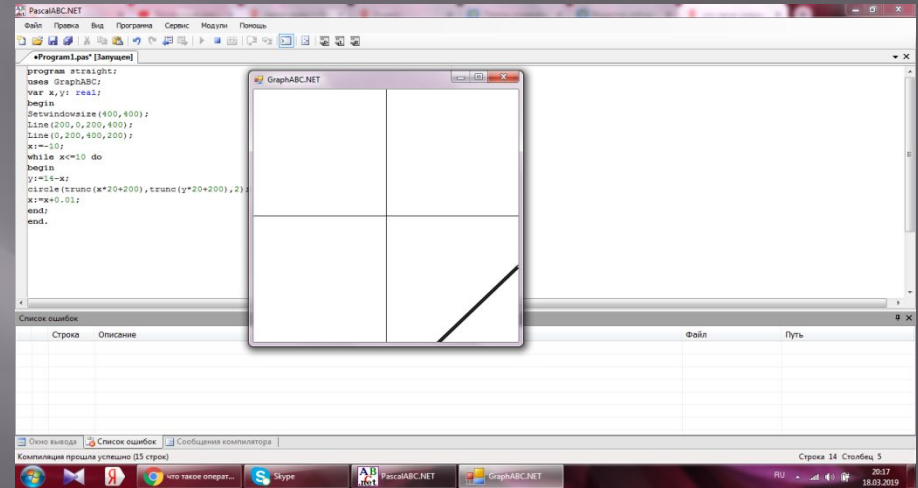 PascalABC.NET
Файл Правка Вид Программа Сервис Модули Помощь
•Program1.pas* [Запущен]
program straight;
uses GraphABC;
var x,y: real;
begin
Setwindowsize(400,400);
Line(200,0,200,400);
Line(0,200,400,200);
x:=-10;
while x<=10 do
begin
y:=14-x;
circle(trunc(x*20+200),trunc(y*20+200),2)
x:=x+0.01;
end;
end.
GraphABC.NET
Список ошибок
Строка Описание Файл Путь
Окно вывода Список ошибок Сообщения компилятора
Компиляция прошла успешно (15 строк) Строка 14 Столбец 5
что такое операт... Skype PascalABC.NET GraphABC.NET RU 20:17
18.03.2019